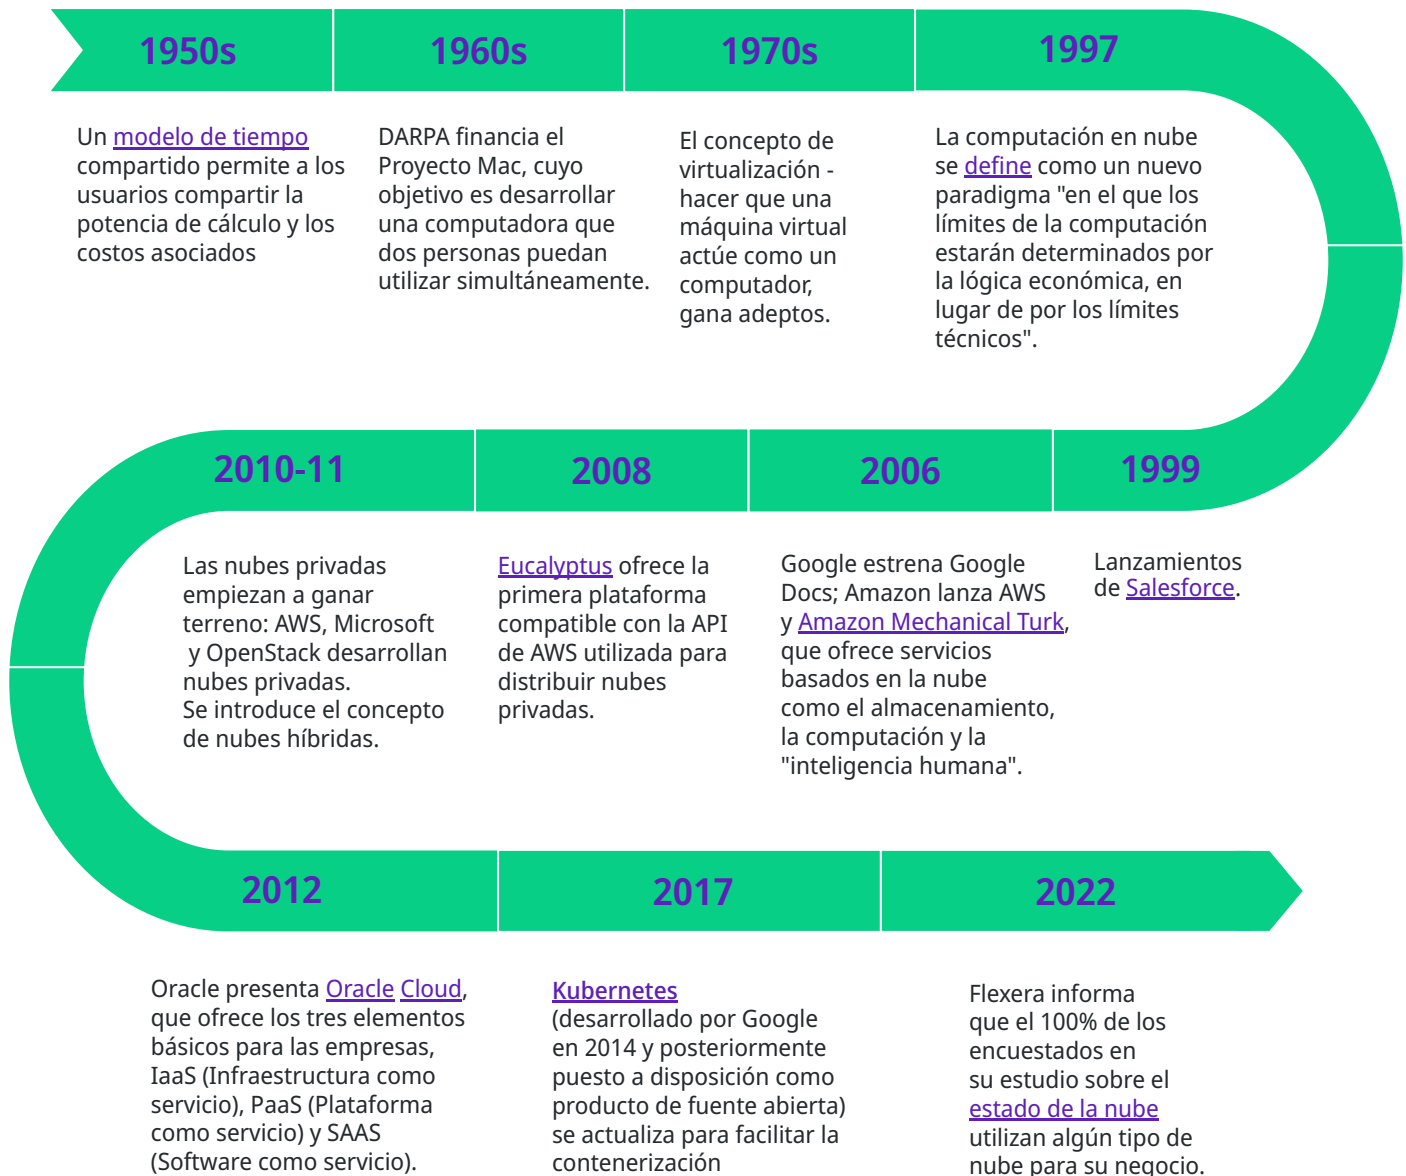 1950s
Un modelo de tiempo
compartido permite a los
usuarios compartir la
potencia de cálculo y los
costos asociados
1960s
DARPA financia el
Proyecto Mac, cuyo
objetivo es desarrollar
una computadora que
dos personas puedan
utilizar simultáneamente.
1970s
El concepto de
virtualización -
hacer que una
máquina virtual
actúe como un
computador,
gana adeptos.
1997
La computación en nube
se define como un nuevo
paradigma "en el que los
límites de la computación
estarán determinados por
la lógica económica, en
lugar de por los límites
técnicos".
1999
Lanzamientos
de Salesforce.
2006
Google estrena Google
Docs; Amazon lanza AWS
y Amazon Mechanical Turk,
que ofrece servicios
basados en la nube
como el almacenamiento,
la computación y la
"inteligencia humana".
2008
Eucalyptus ofrece la
primera plataforma
compatible con la API
de AWS utilizada para
distribuir nubes
privadas.
2010-11
Las nubes privadas
empiezan a ganar
terreno: AWS, Microsoft
y OpenStack desarrollan
nubes privadas.
Se introduce el concepto
de nubes híbridas.
2012
Oracle presenta Oracle Cloud,
que ofrece los tres elementos
básicos para las empresas,
IaaS (Infraestructura como
servicio), PaaS (Plataforma
como servicio) y SAAS
(Software como servicio).
2017
Kubernetes
(desarrollado por Google
en 2014 y posteriormente
puesto a disposición como
producto de fuente abierta)
se actualiza para facilitar la
contenerización
2022
Flexera informa
que el 100% de los
encuestados en
su estudio sobre el
estado de la nube
utilizan algún tipo de
nube para su negocio.